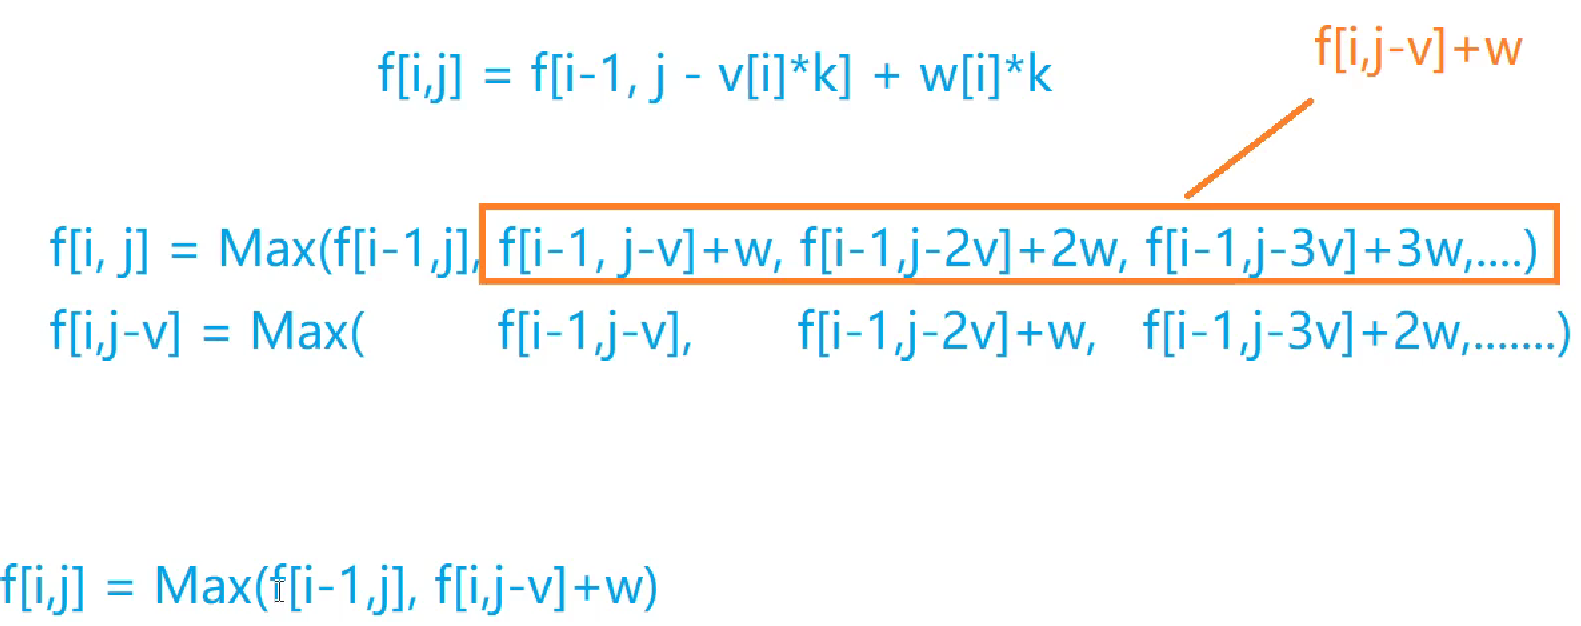 f[i,j-v]+w
f[i,j] = f[i-1, j - v[i]*k] + w[i]*k
f[i, j] = Max(f[i-1,j], f[i-1, j-v]+w, f[i-1,j-2v]+2w, f[i-1,j-3v]+3w,....)
f[i,j-v] = Max( f[i-1,j-v], f[i-1,j-2v]+w, f[i-1,j-3v]+2w,.......)
f[i,j] = Max(f[i-1,j], f[i,j-v]+w)